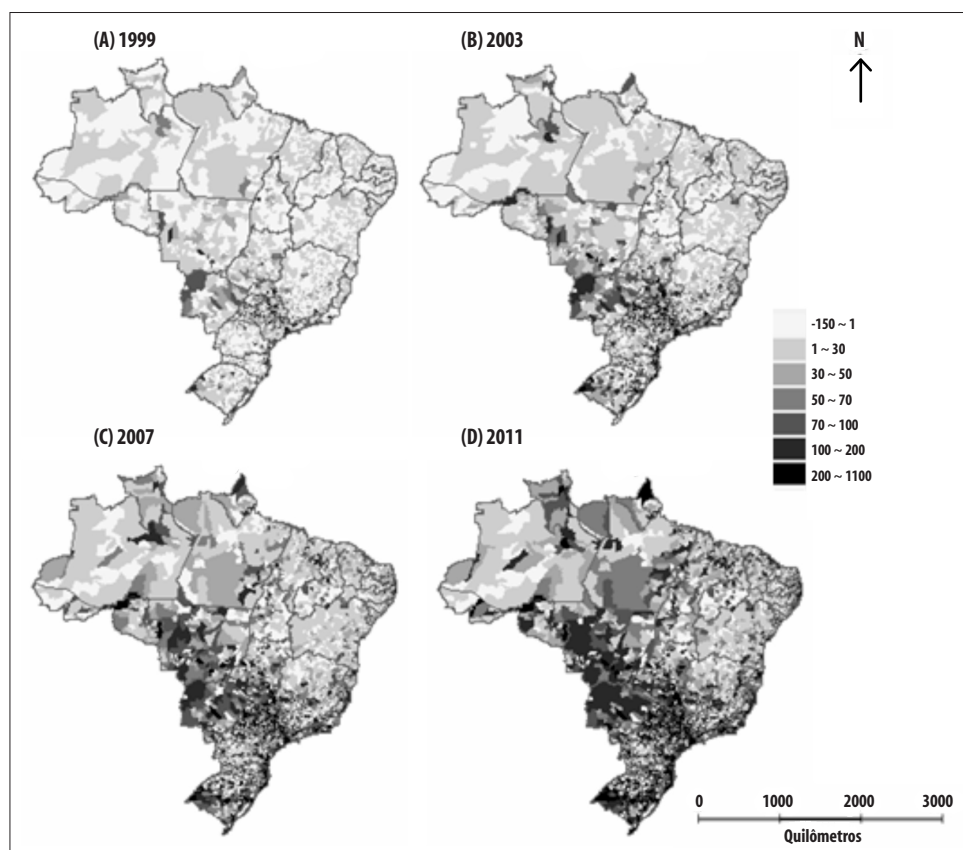 (A) 1999
(B) 2003
N
-150 ~ 1
1 ~ 30
30 ~ 50
50 ~ 70
70 ~ 100
100 ~ 200
200 ~ 1100
(C) 2007
(D) 2011
0 1000 2000 3000
Quilômetros